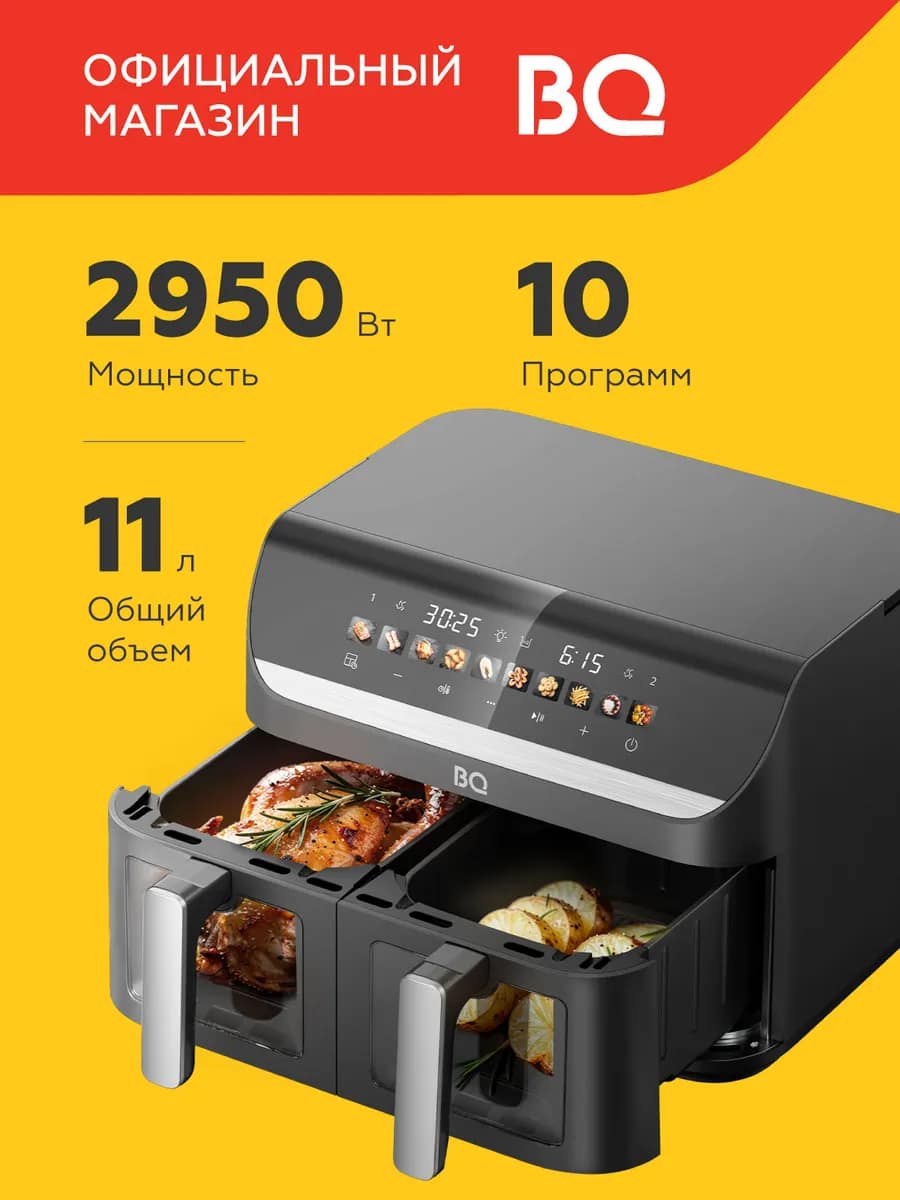 ОФИЦИАЛЬНЫЙ
МАГАЗИН
BQ
2950 Вт
Мощность
10
Программ
11 л
Общий
объем
1
30:25
6:15
2
BQ